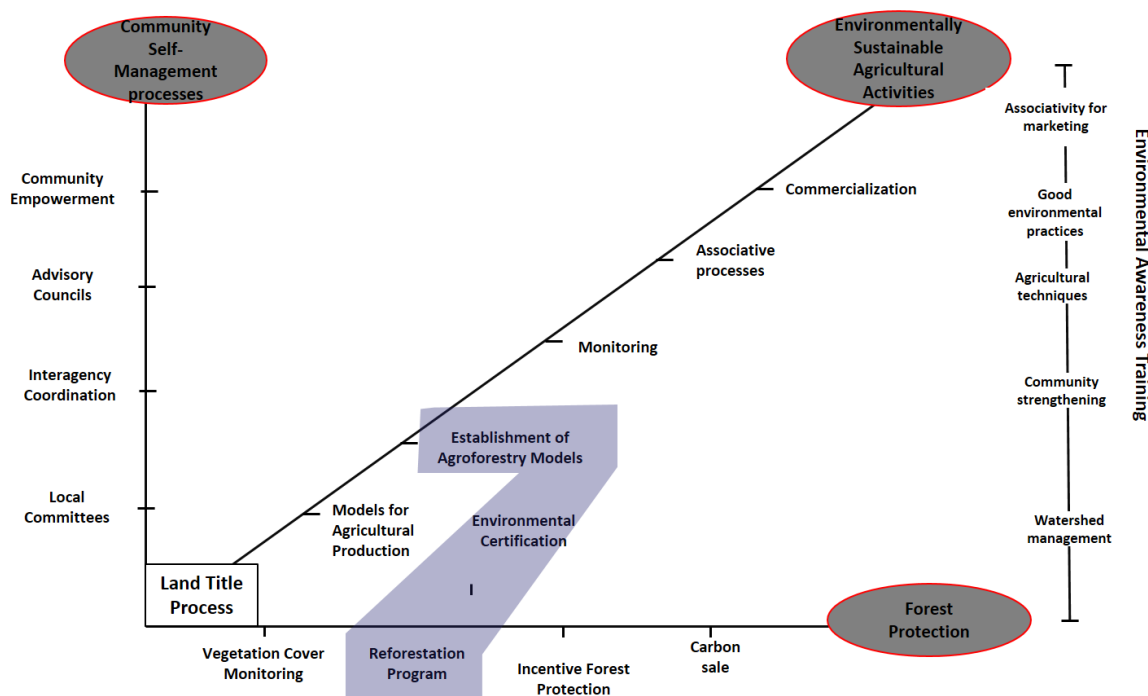 Community
Self-
Management
processes
Environmentally
Sustainable
Agricultural
Activities
Associativity for
marketing
Community
Empowerment
Commercialization
Good
environmental
practices
Advisory
Councils
Associative
processes
Agricultural
techniques
Environmental Awareness Training
Interagency
Coordination
Monitoring
Community
strengthening
Establishment of
Agroforestry Models
Local
Committees
Models for
Agricultural
Production
Environmental
Certification
Watershed
management
Land Title
Process
Forest
Protection
Vegetation Cover
Monitoring
Reforestation
Program
Incentive Forest
Protection
Carbon
sale